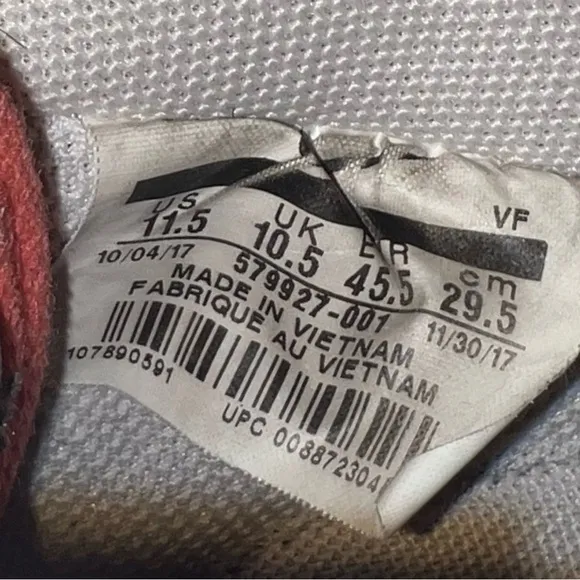 VF
US UK EUR cm
11.5 10.5 45.5 29.5
10/04/17 579927-001 11/30/17
MADE IN VIETNAM
FABRIQUE AU VIETNAM
107890591
UPC 008872304